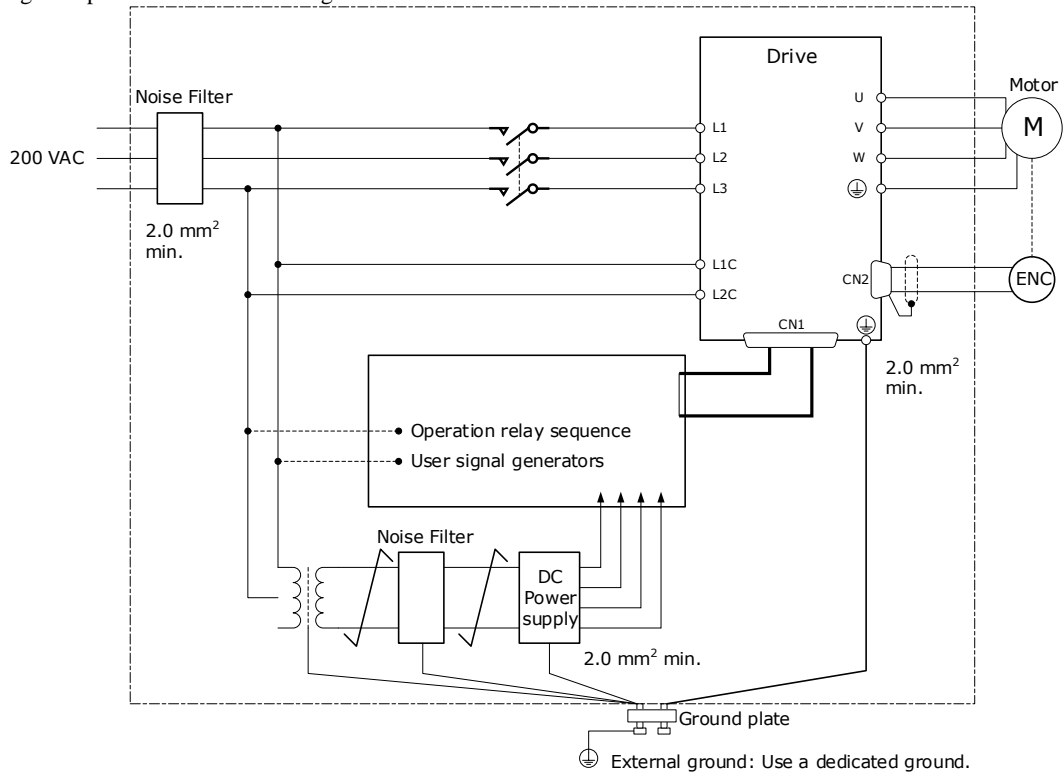 Drive
Noise Filter
Motor
U
L1
V
M
200 VAC
L2
W
L3
2.0 mm²
min.
L1C
CN2
ENC
L2C
CN1
2.0 mm²
min.
Operation relay sequence
User signal generators
Noise Filter
DC
Power
supply
2.0 mm² min.
Ground plate
External ground: Use a dedicated ground.